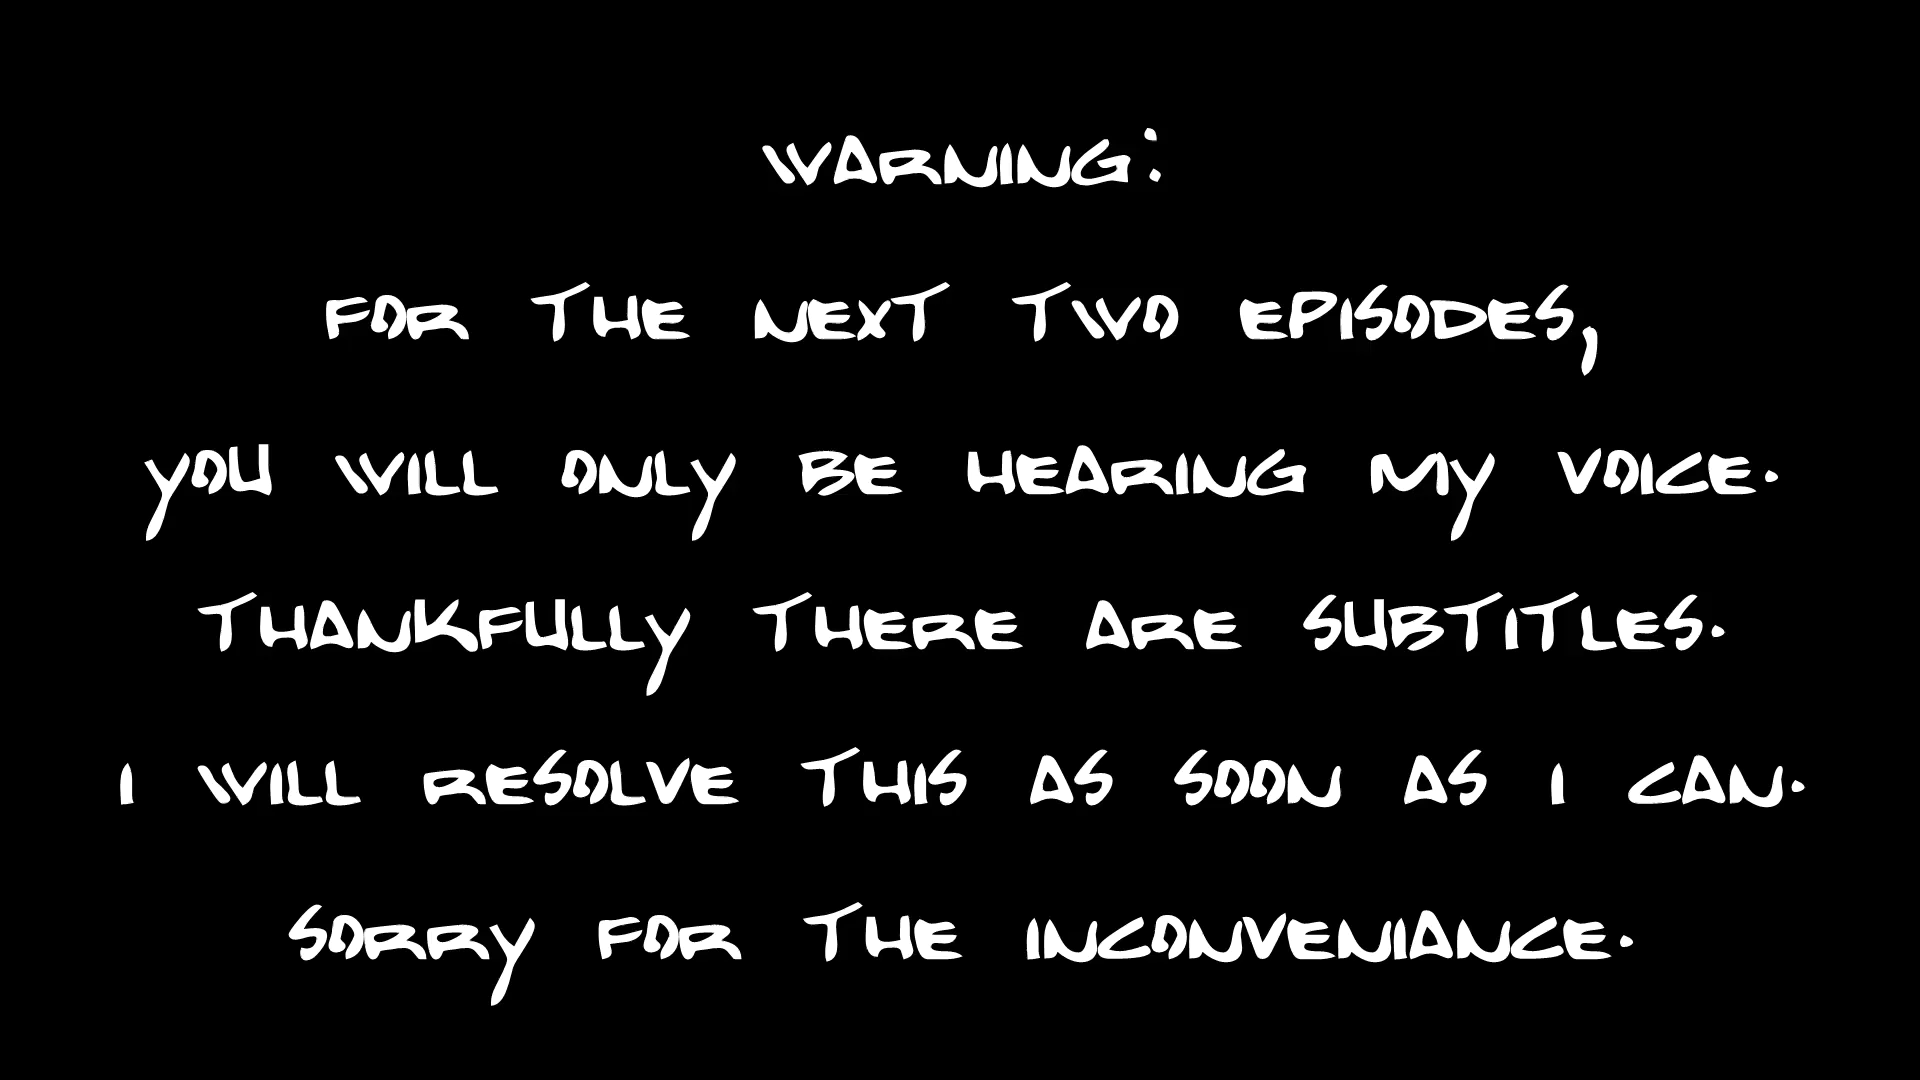 WARNING:
FOR THE NEXT TWO EPISODES,
YOU WILL ONLY BE HEARING MY VOICE.
THANKFULLY THERE ARE SUBTITLES.
I WILL RESOLVE THIS AS SOON AS I CAN.
SORRY FOR THE INCONVENIANCE.